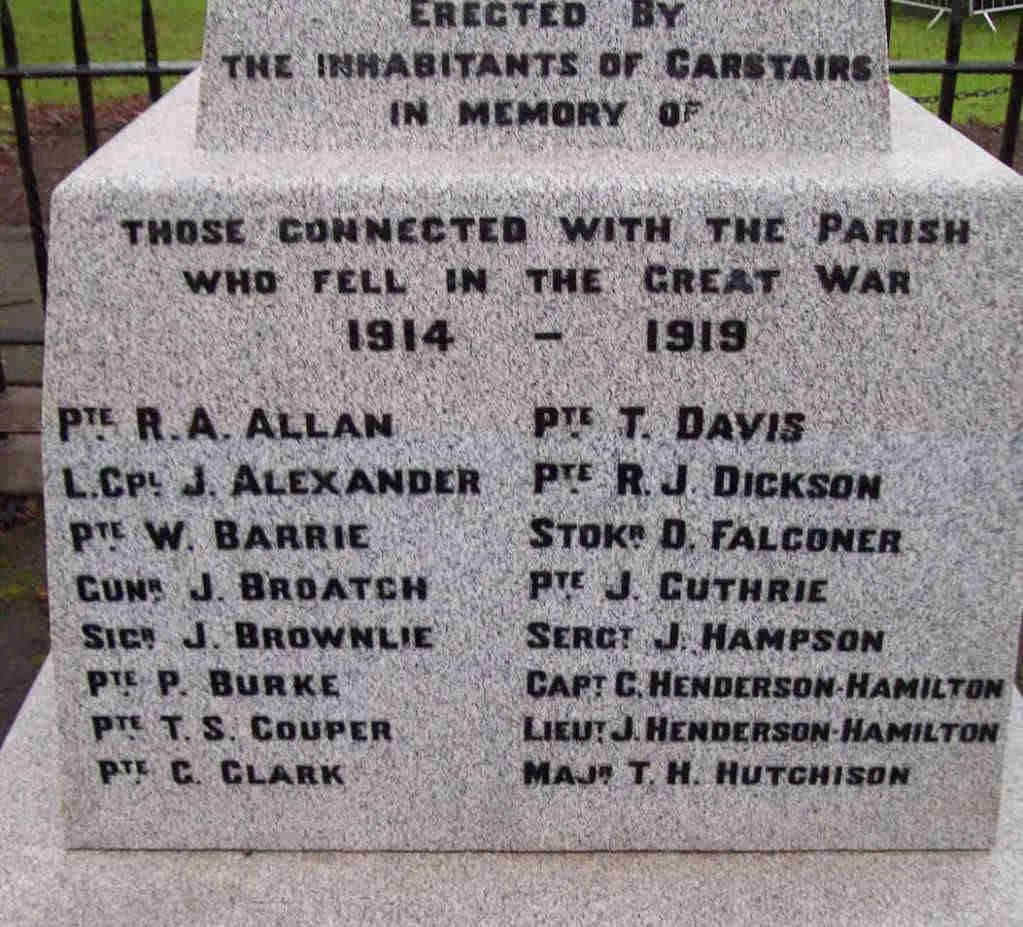 ERECTED BY
THE INHABITANTS OF CARSTAIRS
IN MEMORY OF
THOSE CONNECTED WITH THE PARISH
WHO FELL IN THE GREAT WAR
1914 - 1919
PTE R.A. ALLAN
L.CPL J. ALEXANDER
PTE W. BARRIE
GUNR J. BROATCH
SIGR J. BROWNLIE
PTE P. BURKE
PTE T. S. COUPER
PTE G. CLARK
PTE T. DAVIS
PTE R. J. DICKSON
STOKR D. FALCONER
PTE J. GUTHRIE
SERGT J. HAMPSON
CAPT G. HENDERSON-HAMILTON
LIEUT J. HENDERSON-HAMILTON
MAJR T. H. HUTCHISON